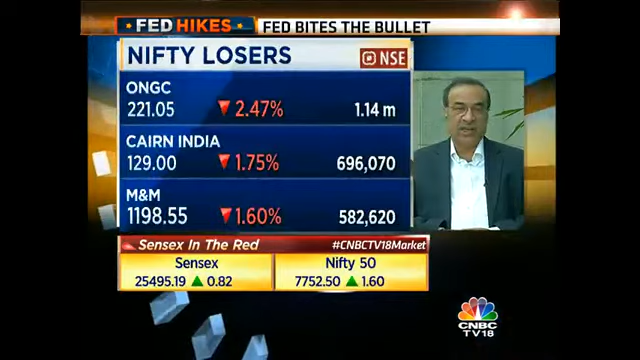 FED HIKES
FED BITES THE BULLET
NIFTY LOSERS
NSE
ONGC
221.05 ▼ 2.47% 1.14 m
CAIRN INDIA
129.00 ▼ 1.75% 696,070
M&M
1198.55 ▼ 1.60% 582,620
Sensex In The Red #CNBCTV18Market
Sensex Nifty 50
25495.19 ▲ 0.82 7752.50 ▲ 1.60
CNBC
TV18